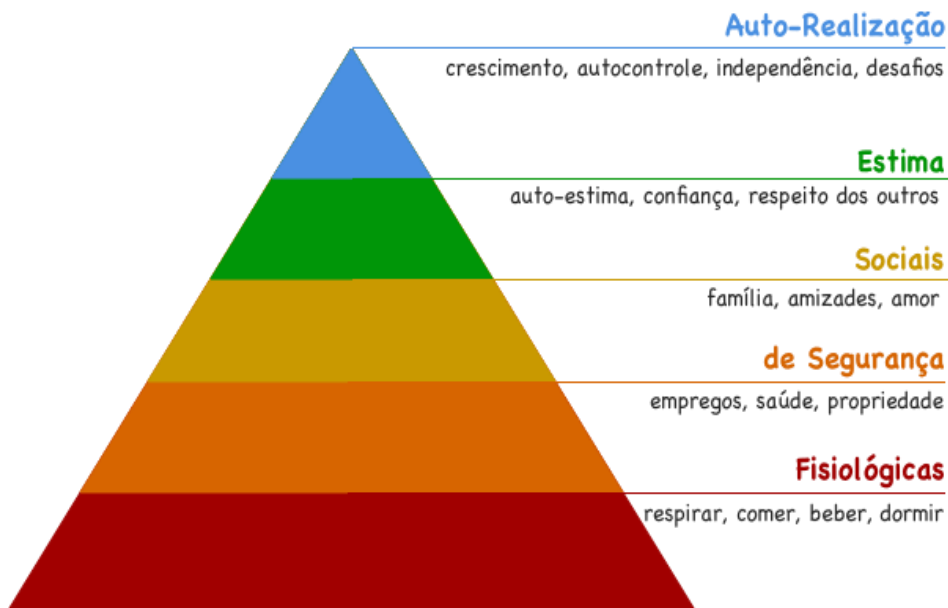 Auto-Realização
crescimento, autocontrole, independência, desafios
Estima
auto-estima, confiança, respeito dos outros
Sociais
família, amizades, amor
de Segurança
empregos, saúde, propriedade
Fisiológicas
respirar, comer, beber, dormir